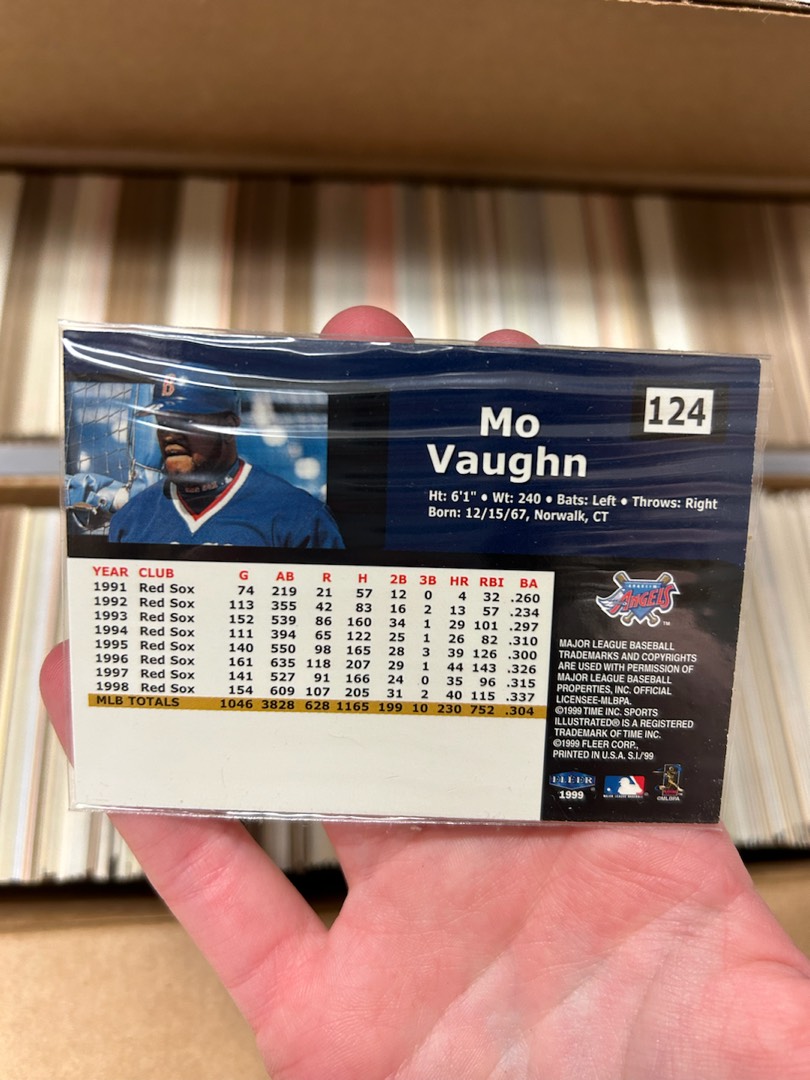 B
Mo
Vaughn
124
Ht: 6'1" • Wt: 240 • Bats: Left • Throws: Right
Born: 12/15/67, Norwalk, CT
YEAR CLUB G AB R H 2B 3B HR RBI BA
1991 Red Sox 74 219 21 57 12 0 4 32 .260
1992 Red Sox 113 355 42 83 16 2 13 57 .234
1993 Red Sox 152 539 86 160 34 1 29 101 .297
1994 Red Sox 111 394 65 122 25 1 26 82 .310
1995 Red Sox 140 550 98 165 28 3 39 126 .300
1996 Red Sox 161 635 118 207 29 1 44 143 .326
1997 Red Sox 141 527 91 166 24 0 35 96 .315
1998 Red Sox 154 609 107 205 31 2 40 115 .337
MLB TOTALS 1046 3828 628 1165 199 10 230 752 .304
ANAHEIM
ANGELS
TM
MAJOR LEAGUE BASEBALL
TRADEMARKS AND COPYRIGHTS
ARE USED WITH PERMISSION OF
MAJOR LEAGUE BASEBALL
PROPERTIES, INC. OFFICIAL
LICENSEE-MLBPA.
©1999 TIME INC. SPORTS
ILLUSTRATED® IS A REGISTERED
TRADEMARK OF TIME INC.
©1999 FLEER CORP.,
PRINTED IN U.S.A. S.I./'99
FLEER
1999
MAJOR LEAGUE BASEBALL
©MLBPA